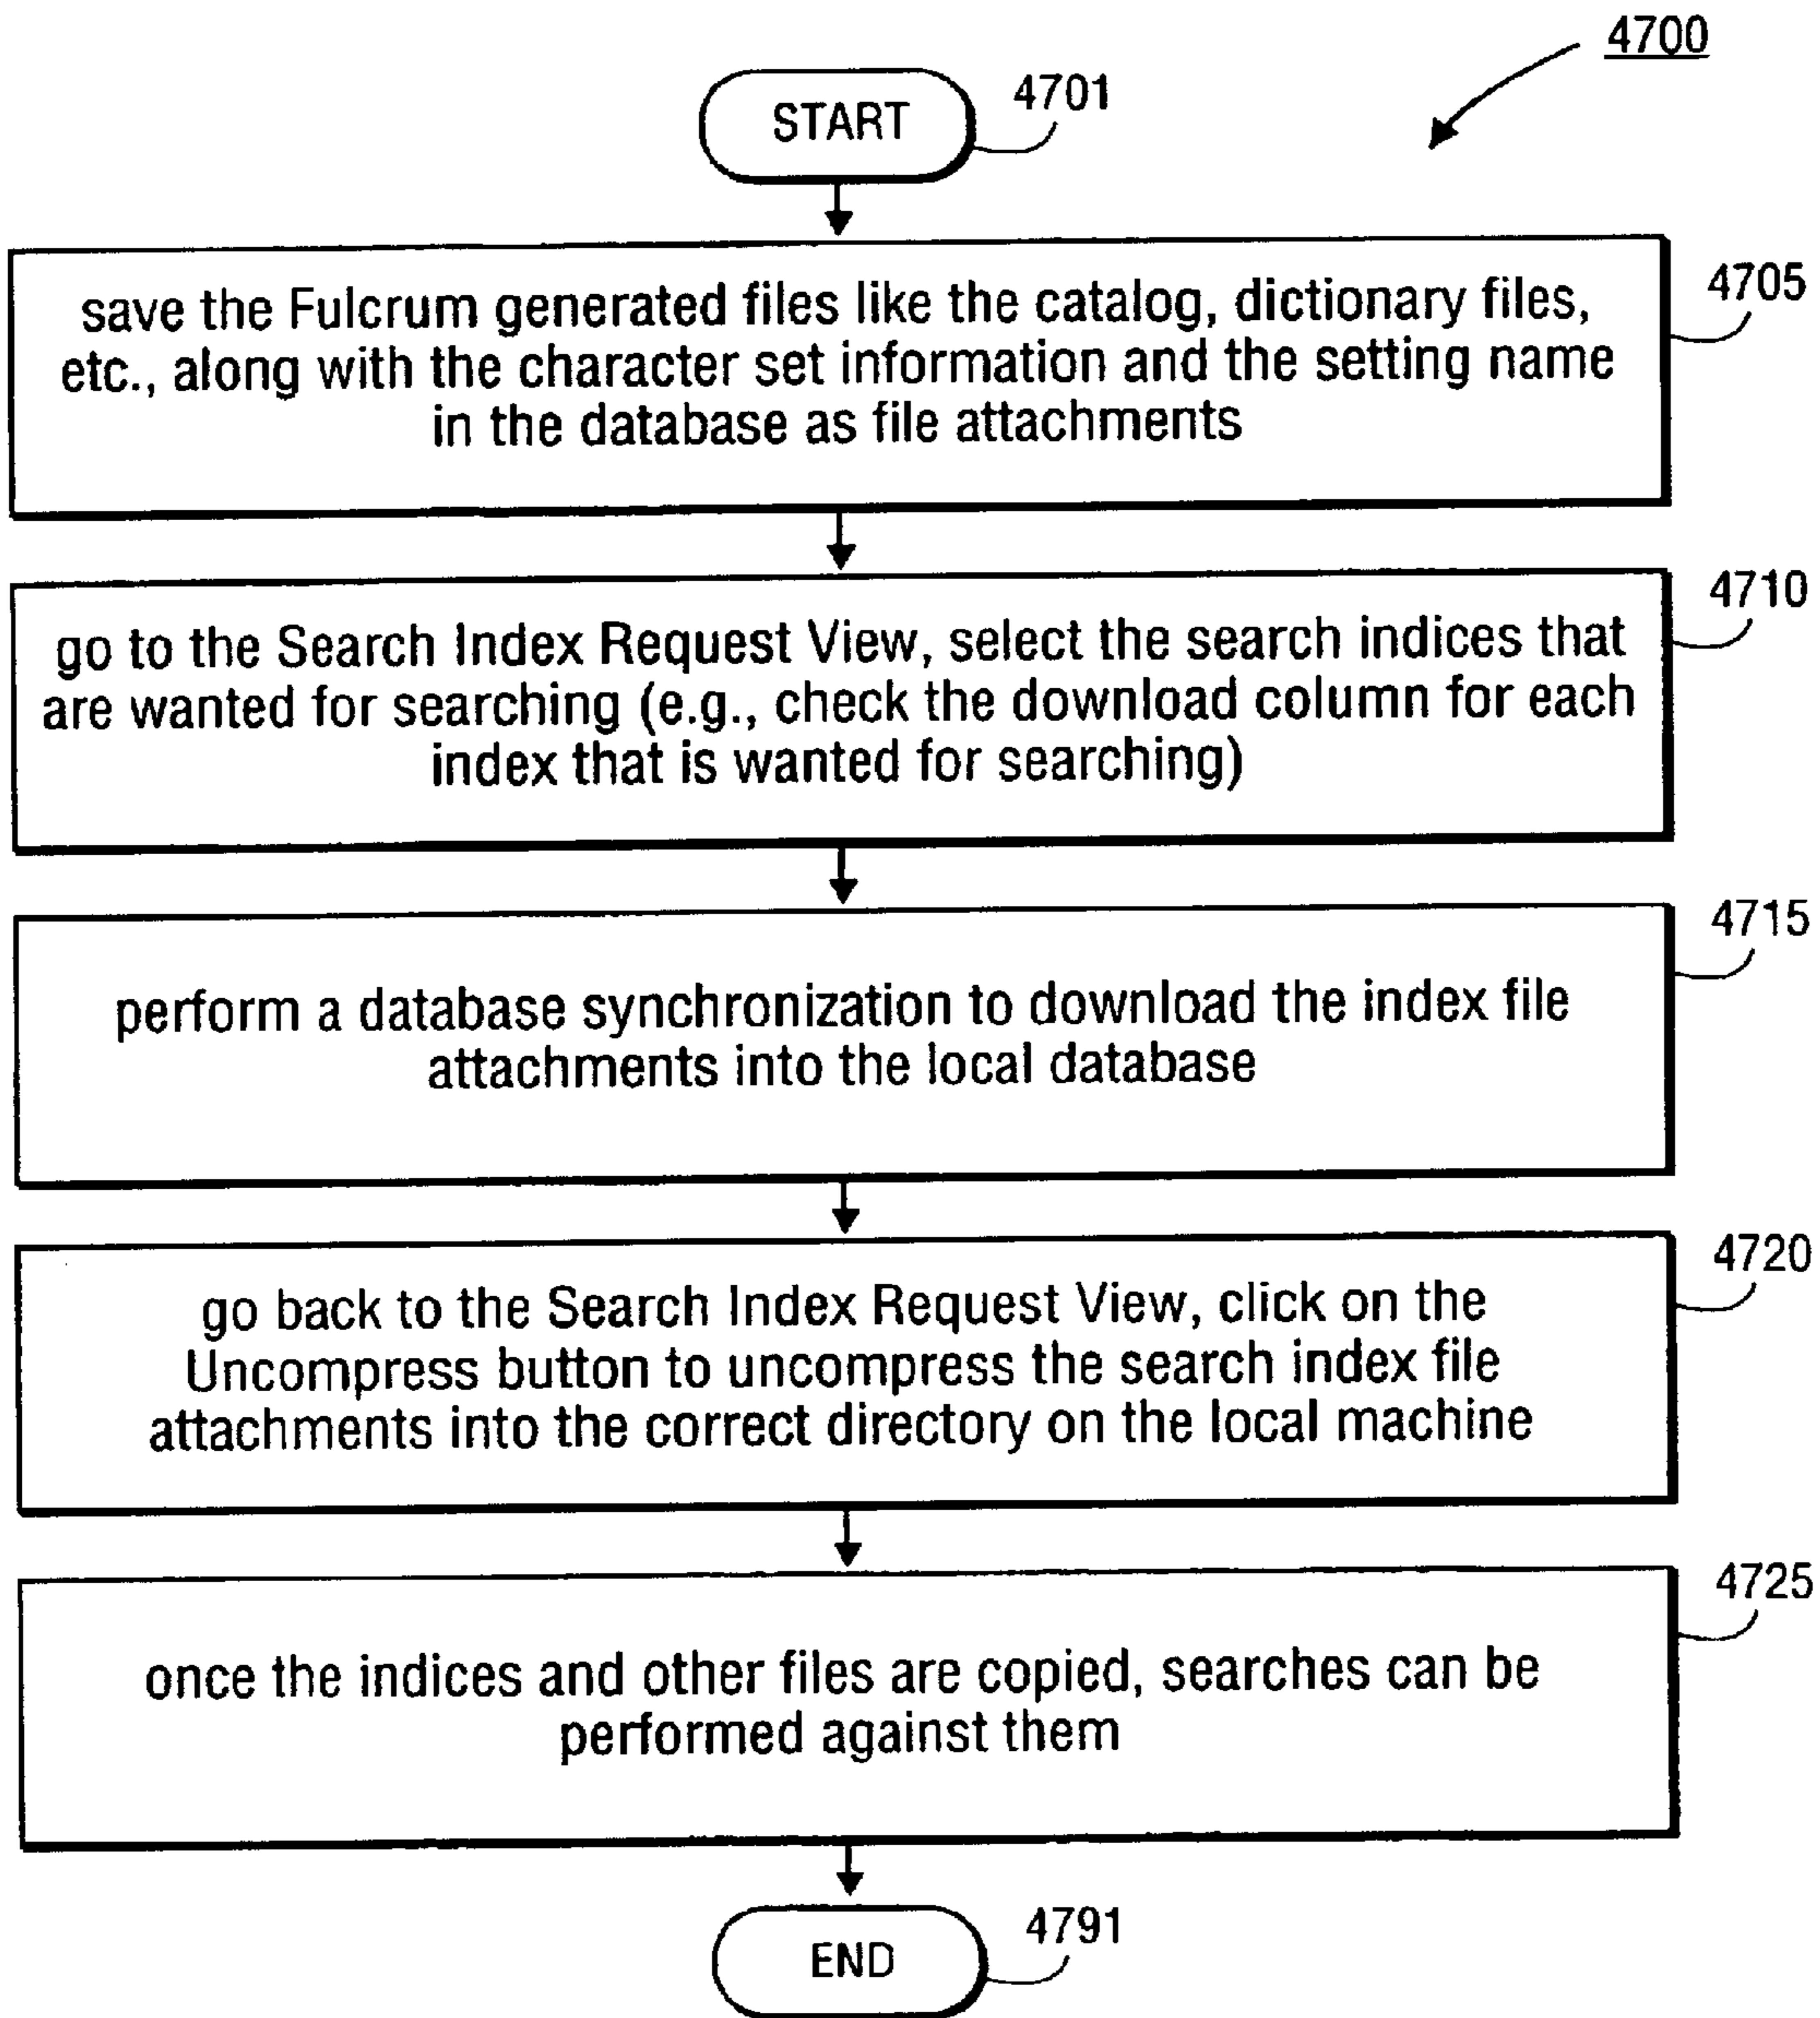 4700
START
4701
save the Fulcrum generated files like the catalog, dictionary files,
etc., along with the character set information and the setting name
in the database as file attachments
4705
go to the Search Index Request View, select the search indices that
are wanted for searching (e.g., check the download column for each
index that is wanted for searching)
4710
perform a database synchronization to download the index file
attachments into the local database
4715
go back to the Search Index Request View, click on the
Uncompress button to uncompress the search index file
attachments into the correct directory on the local machine
4720
once the indices and other files are copied, searches can be
performed against them
4725
END
4791